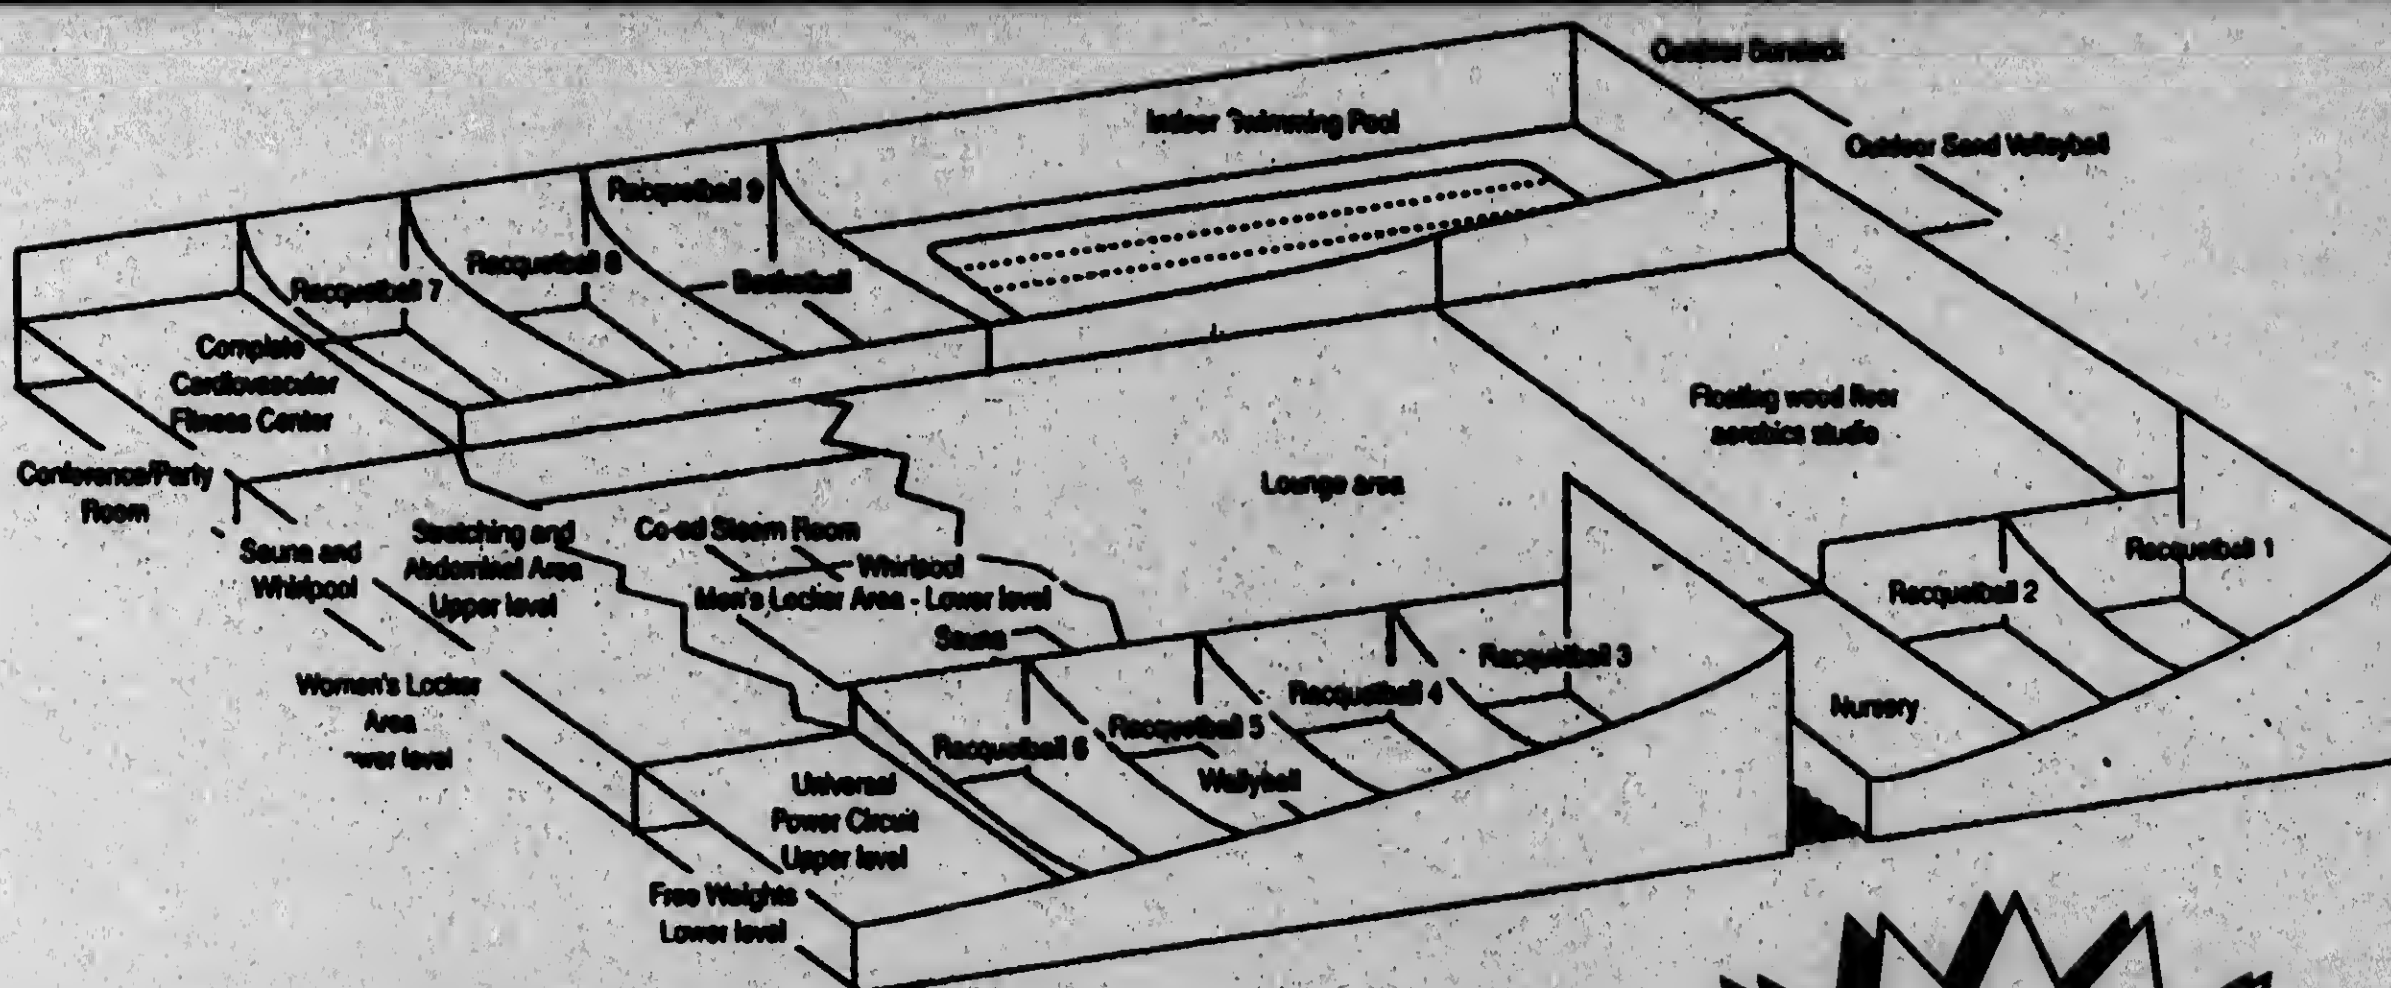 Outdoor Sundeck
Indoor Swimming Pool
Outdoor Sand Volleyball
Racquetball 9
Racquetball 8
Basketball
Racquetball 7
Complete
Cardiovascular
Fitness Center
Floating wood floor
aerobics studio
Conference/Party
Room
Lounge area
Stretching and
Abdominal Area
Upper level
Co-ed Steam Room
Sauna and
Whirlpool
Whirlpool
Men's Locker Area - Lower level
Sauna
Racquetball 1
Racquetball 2
Racquetball 3
Racquetball 4
Racquetball 5
Racquetball 6
Wallyball
Nursery
Women's Locker
Area
level
Universal
Power Circuit
Upper level
Free Weights
Lower level